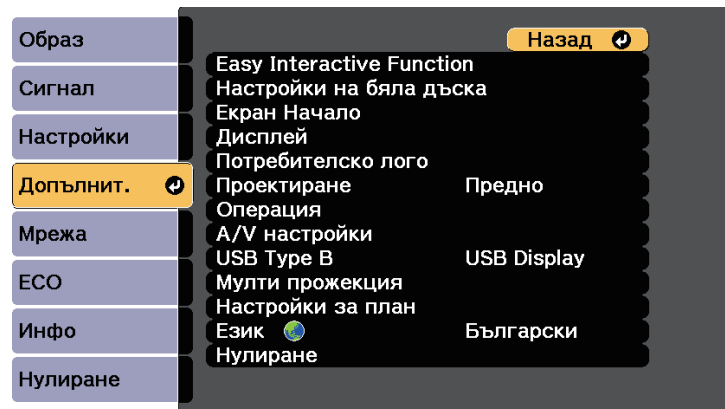 Образ
Сигнал
Настройки
Допълнит.
Мрежа
ECO
Инфо
Нулиране
Назад
Easy Interactive Function
Настройки на бяла дъска
Екран Начало
Дисплей
Потребителско лого
Проектиране Предно
Операция
A/V настройки
USB Type B USB Display
Мулти прожекция
Настройки за план
Език Български
Нулиране